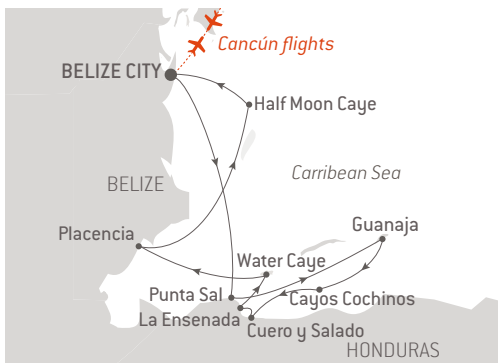 Cancún flights
BELIZE CITY
Half Moon Caye
Carribean Sea
BELIZE
Placencia
Guanaja
Water Caye
Punta Sal
Cayos Cochinos
La Ensenada
Cuero y Salado
HONDURAS